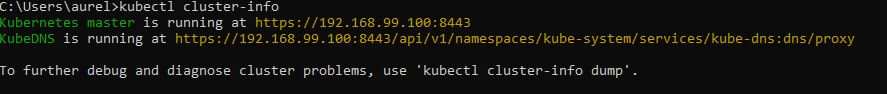 C:\Users\aurel>kubectl cluster-info
Kubernetes master is running at https://192.168.99.100:8443
KubeDNS is running at https://192.168.99.100:8443/api/v1/namespaces/kube-system/services/kube-dns:dns/proxy
To further debug and diagnose cluster problems, use 'kubectl cluster-info dump'.